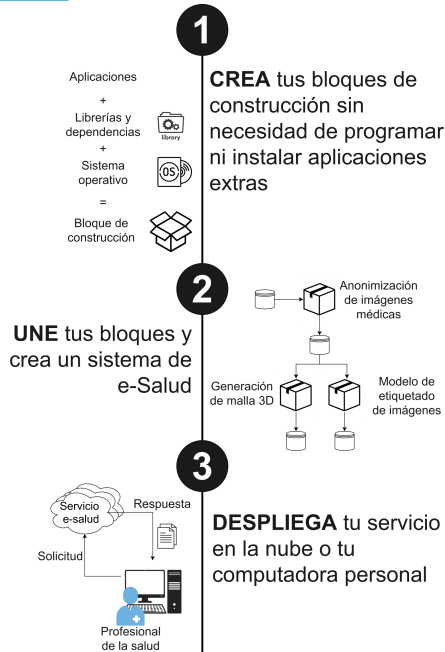 1
Aplicaciones
+
Librerías y
dependencias
library
+
Sistema
operativo
OS
=
Bloque de
construcción
CREA tus bloques de
construcción sin
necesidad de programar
ni instalar aplicaciones
extras
2
UNE tus bloques y
crea un sistema de
e-Salud
Anonimización
de imágenes
médicas
Generación
de malla 3D
Modelo de
etiquetado
de imágenes
3
Servicio
e-salud
Respuesta
Solicitud
Profesional
de la salud
DESPLIEGA tu servicio
en la nube o tu
computadora personal